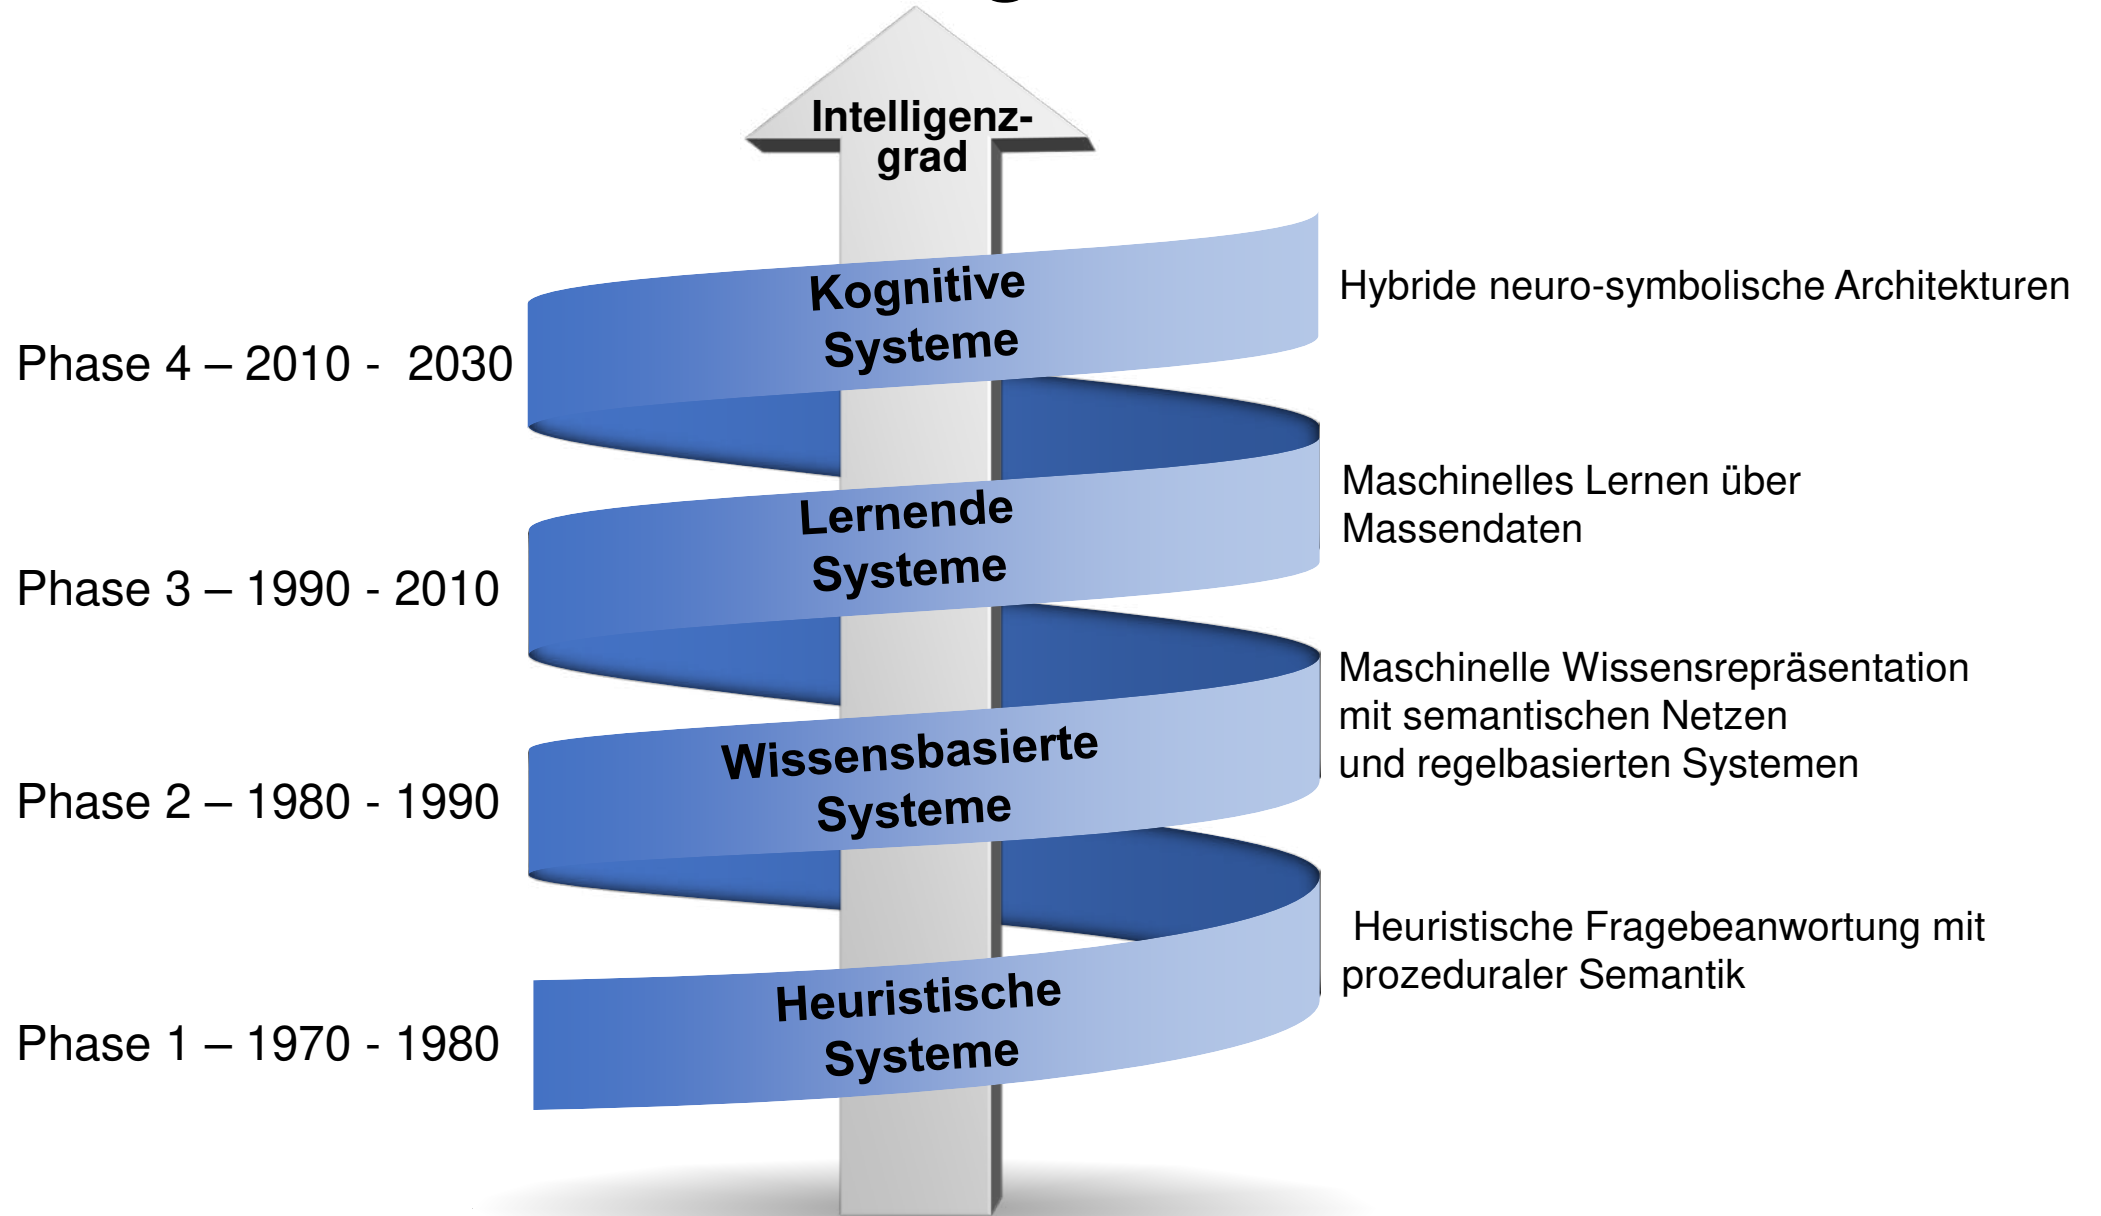 Intelligenz-
grad
Kognitive
Systeme
Hybride neuro-symbolische Architekturen
Phase 4 – 2010 - 2030
Lernende
Systeme
Maschinelles Lernen über
Massendaten
Phase 3 – 1990 - 2010
Wissensbasierte
Systeme
Maschinelle Wissensrepräsentation
mit semantischen Netzen
und regelbasierten Systemen
Phase 2 – 1980 - 1990
Heuristische
Systeme
Heuristische Fragebeanwortung mit
prozeduraler Semantik
Phase 1 – 1970 - 1980